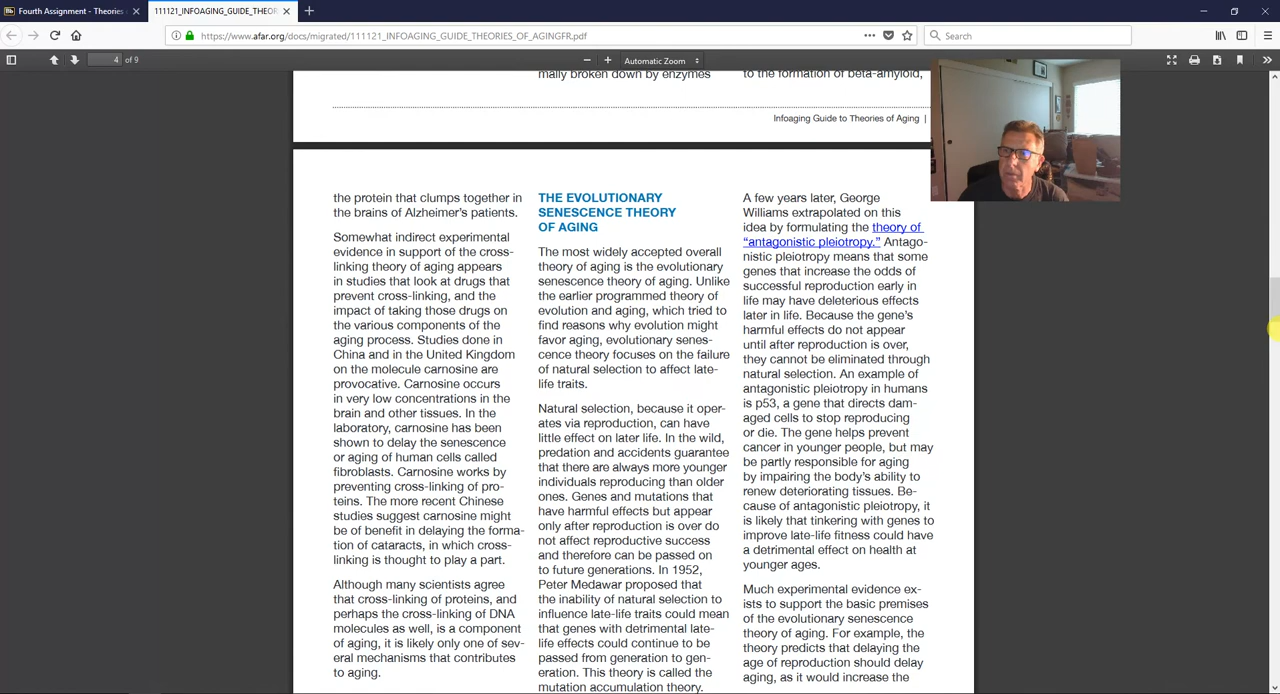 Fourth Assignment - Theories
111121_INFOAGING_GUIDE_THEOR
https://www.afar.org/docs/migrated/111121_INFOAGING_GUIDE_THEORIES_OF_AGINGFR.pdf
Search
4 of 9
Automatic Zoom
mally broken down by enzymes
to the formation of beta-amyloid,
Infoaging Guide to Theories of Aging |
the protein that clumps together in
the brains of Alzheimer's patients.
Somewhat indirect experimental
evidence in support of the cross-
linking theory of aging appears
in studies that look at drugs that
prevent cross-linking, and the
impact of taking those drugs on
the various components of the
aging process. Studies done in
China and in the United Kingdom
on the molecule carnosine are
provocative. Carnosine occurs
in very low concentrations in the
brain and other tissues. In the
laboratory, carnosine has been
shown to delay the senescence
or aging of human cells called
fibroblasts. Carnosine works by
preventing cross-linking of pro-
teins. The more recent Chinese
studies suggest carnosine might
be of benefit in delaying the forma-
tion of cataracts, in which cross-
linking is thought to play a part.
Although many scientists agree
that cross-linking of proteins, and
perhaps the cross-linking of DNA
molecules as well, is a component
of aging, it is likely only one of sev-
eral mechanisms that contributes
to aging.
THE EVOLUTIONARY
SENESCENCE THEORY
OF AGING
The most widely accepted overall
theory of aging is the evolutionary
senescence theory of aging. Unlike
the earlier programmed theory of
evolution and aging, which tried to
find reasons why evolution might
favor aging, evolutionary senes-
cence theory focuses on the failure
of natural selection to affect late-
life traits.
Natural selection, because it oper-
ates via reproduction, can have
little effect on later life. In the wild,
predation and accidents guarantee
that there are always more younger
individuals reproducing than older
ones. Genes and mutations that
have harmful effects but appear
only after reproduction is over do
not affect reproductive success
and therefore can be passed on
to future generations. In 1952,
Peter Medawar proposed that
the inability of natural selection to
influence late-life traits could mean
that genes with detrimental late-
life effects could continue to be
passed from generation to gen-
eration. This theory is called the
mutation accumulation theory.
A few years later, George
Williams extrapolated on this
idea by formulating the theory of
"antagonistic pleiotropy." Antago-
nistic pleiotropy means that some
genes that increase the odds of
successful reproduction early in
life may have deleterious effects
later in life. Because the gene's
harmful effects do not appear
until after reproduction is over,
they cannot be eliminated through
natural selection. An example of
antagonistic pleiotropy in humans
is p53, a gene that directs dam-
aged cells to stop reproducing
or die. The gene helps prevent
cancer in younger people, but may
be partly responsible for aging
by impairing the body's ability to
renew deteriorating tissues. Be-
cause of antagonistic pleiotropy, it
is likely that tinkering with genes to
improve late-life fitness could have
a detrimental effect on health at
younger ages.
Much experimental evidence ex-
ists to support the basic premises
of the evolutionary senescence
theory of aging. For example, the
theory predicts that delaying the
age of reproduction should delay
aging, as it would increase the